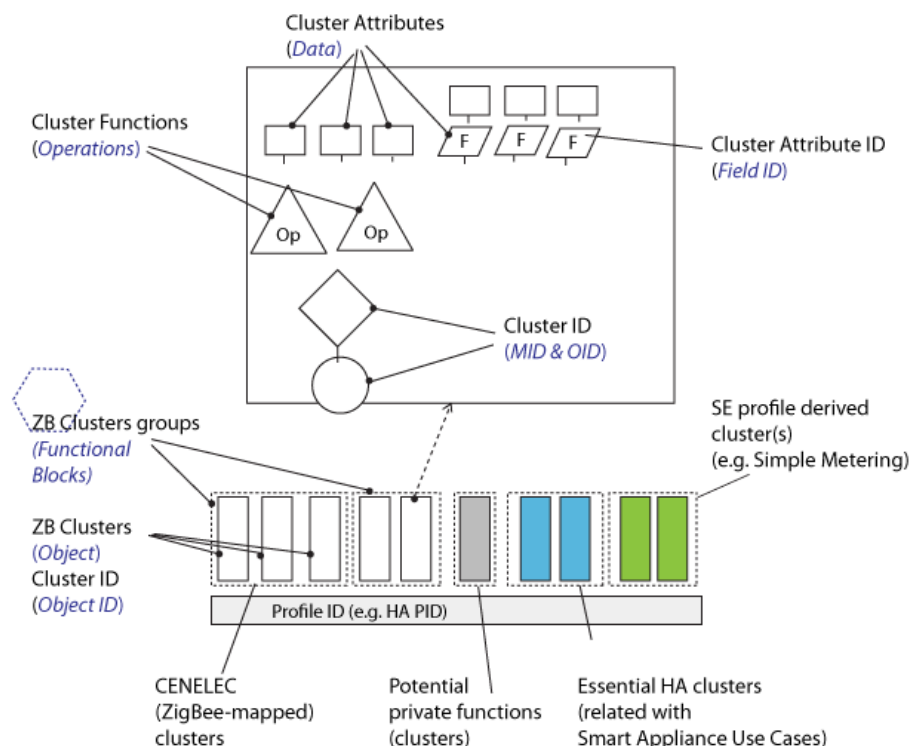 Cluster Attributes
(Data)
Cluster Functions
(Operations)
F
F
F
Cluster Attribute ID
(Field ID)
Op
Op
Cluster ID
(MID & OID)
ZB Clusters groups
(Functional
Blocks)
SE profile derived
cluster(s)
(e.g. Simple Metering)
ZB Clusters
(Object)
Cluster ID
(Object ID)
Profile ID (e.g. HA PID)
CENELEC
(ZigBee-mapped)
clusters
Potential
private functions
(clusters)
Essential HA clusters
(related with
Smart Appliance Use Cases)